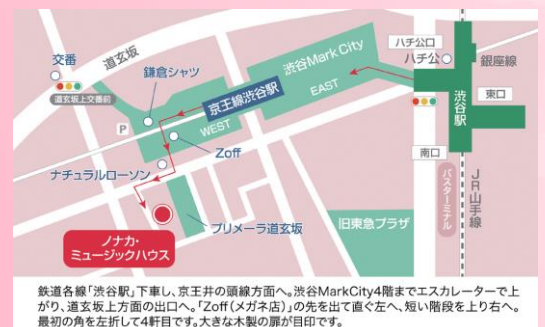 交番
道玄坂
道玄坂上交番前
鎌倉シャツ
P
京王線渋谷駅
渋谷Mark City
WEST
EAST
ハチ公口
ハチ公
銀座線
東口
渋谷駅
南口
バスターミナル
JR山手線
Zoff
ナチュラルローソン
プリメーラ道玄坂
旧東急プラザ
ノナカ・
ミュージックハウス
鉄道各線「渋谷駅」下車し、京王井の頭線方面へ。渋谷MarkCity4階までエスカレーターで上
がり、道玄坂上方面の出口へ。「Zoff(メガネ店)」の先を出て直ぐ左へ、短い階段を上り右へ。
最初の角を左折して4軒目です。大きな木製の扉が目印です。